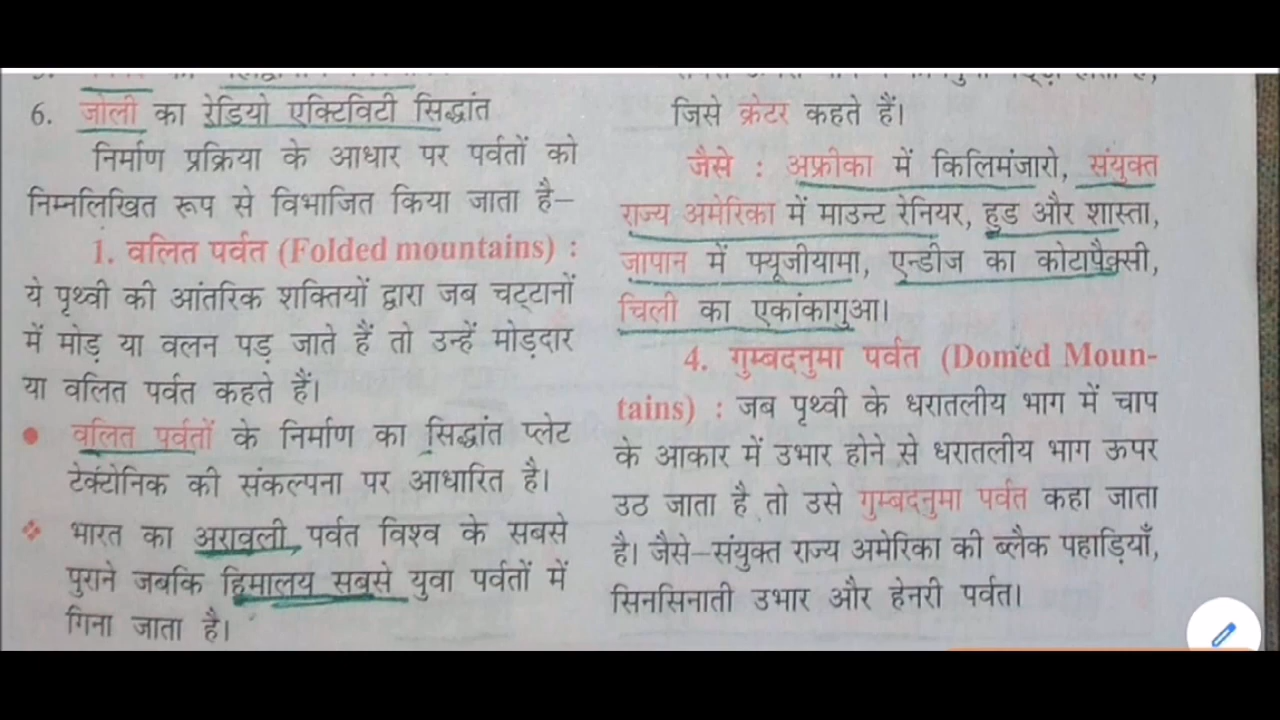 6. जोली का रेडियो एक्टिविटी सिद्धांत
निर्माण प्रक्रिया के आधार पर पर्वतों को
निम्नलिखित रूप से विभाजित किया जाता है–
1. वलित पर्वत (Folded mountains) :
ये पृथ्वी की आंतरिक शक्तियों द्वारा जब चट्टानों
में मोड़ या वलन पड़ जाते हैं तो उन्हें मोड़दार
या वलित पर्वत कहते हैं।
• वलित पर्वतों के निर्माण का सिद्धांत प्लेट
टेक्टोनिक की संकल्पना पर आधारित है।
❖ भारत का अरावली पर्वत विश्व के सबसे
पुराने जबकि हिमालय सबसे युवा पर्वतों में
गिना जाता है।
जिसे क्रेटर कहते हैं।
जैसे : अफ्रीका में किलिमंजारो, संयुक्त
राज्य अमेरिका में माउन्ट रेनियर, हुड और शास्ता,
जापान में फ्यूजीयामा, एन्डीज का कोटापैक्सी,
चिली का एकांकागुआ।
4. गुम्बदनुमा पर्वत (Domed Moun-
tains) : जब पृथ्वी के धरातलीय भाग में चाप
के आकार में उभार होने से धरातलीय भाग ऊपर
उठ जाता है तो उसे गुम्बदनुमा पर्वत कहा जाता
है। जैसे–संयुक्त राज्य अमेरिका की ब्लैक पहाड़ियाँ,
सिनसिनाती उभार और हेनरी पर्वत।